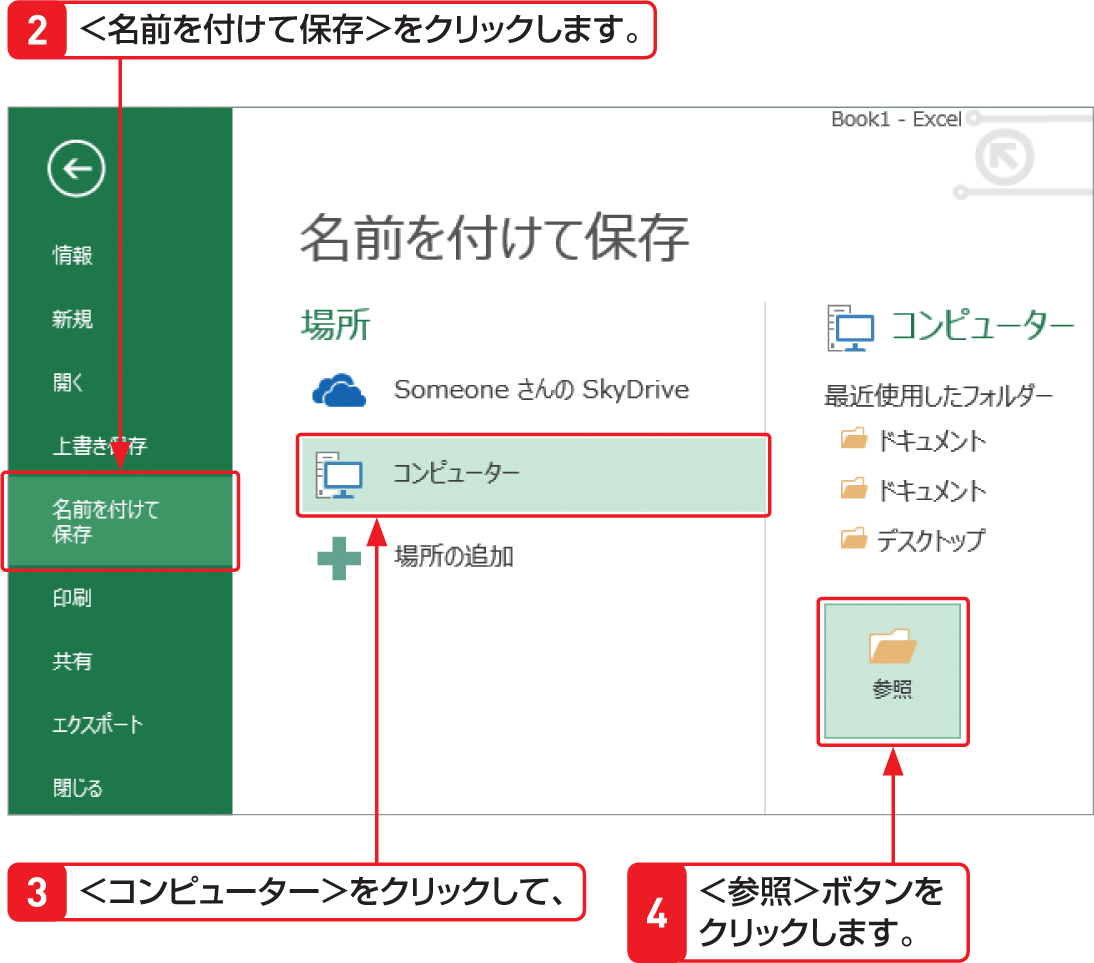 2 <名前を付けて保存>をクリックします。
Book1 - Excel
情報
新規
開く
上書き保存
名前を付けて
保存
印刷
共有
エクスポート
閉じる
名前を付けて保存
場所
Someone さんの SkyDrive
コンピューター
場所の追加
コンピューター
最近使用したフォルダー
ドキュメント
ドキュメント
デスクトップ
参照
3 <コンピューター>をクリックして、
4 <参照>ボタンを
クリックします。